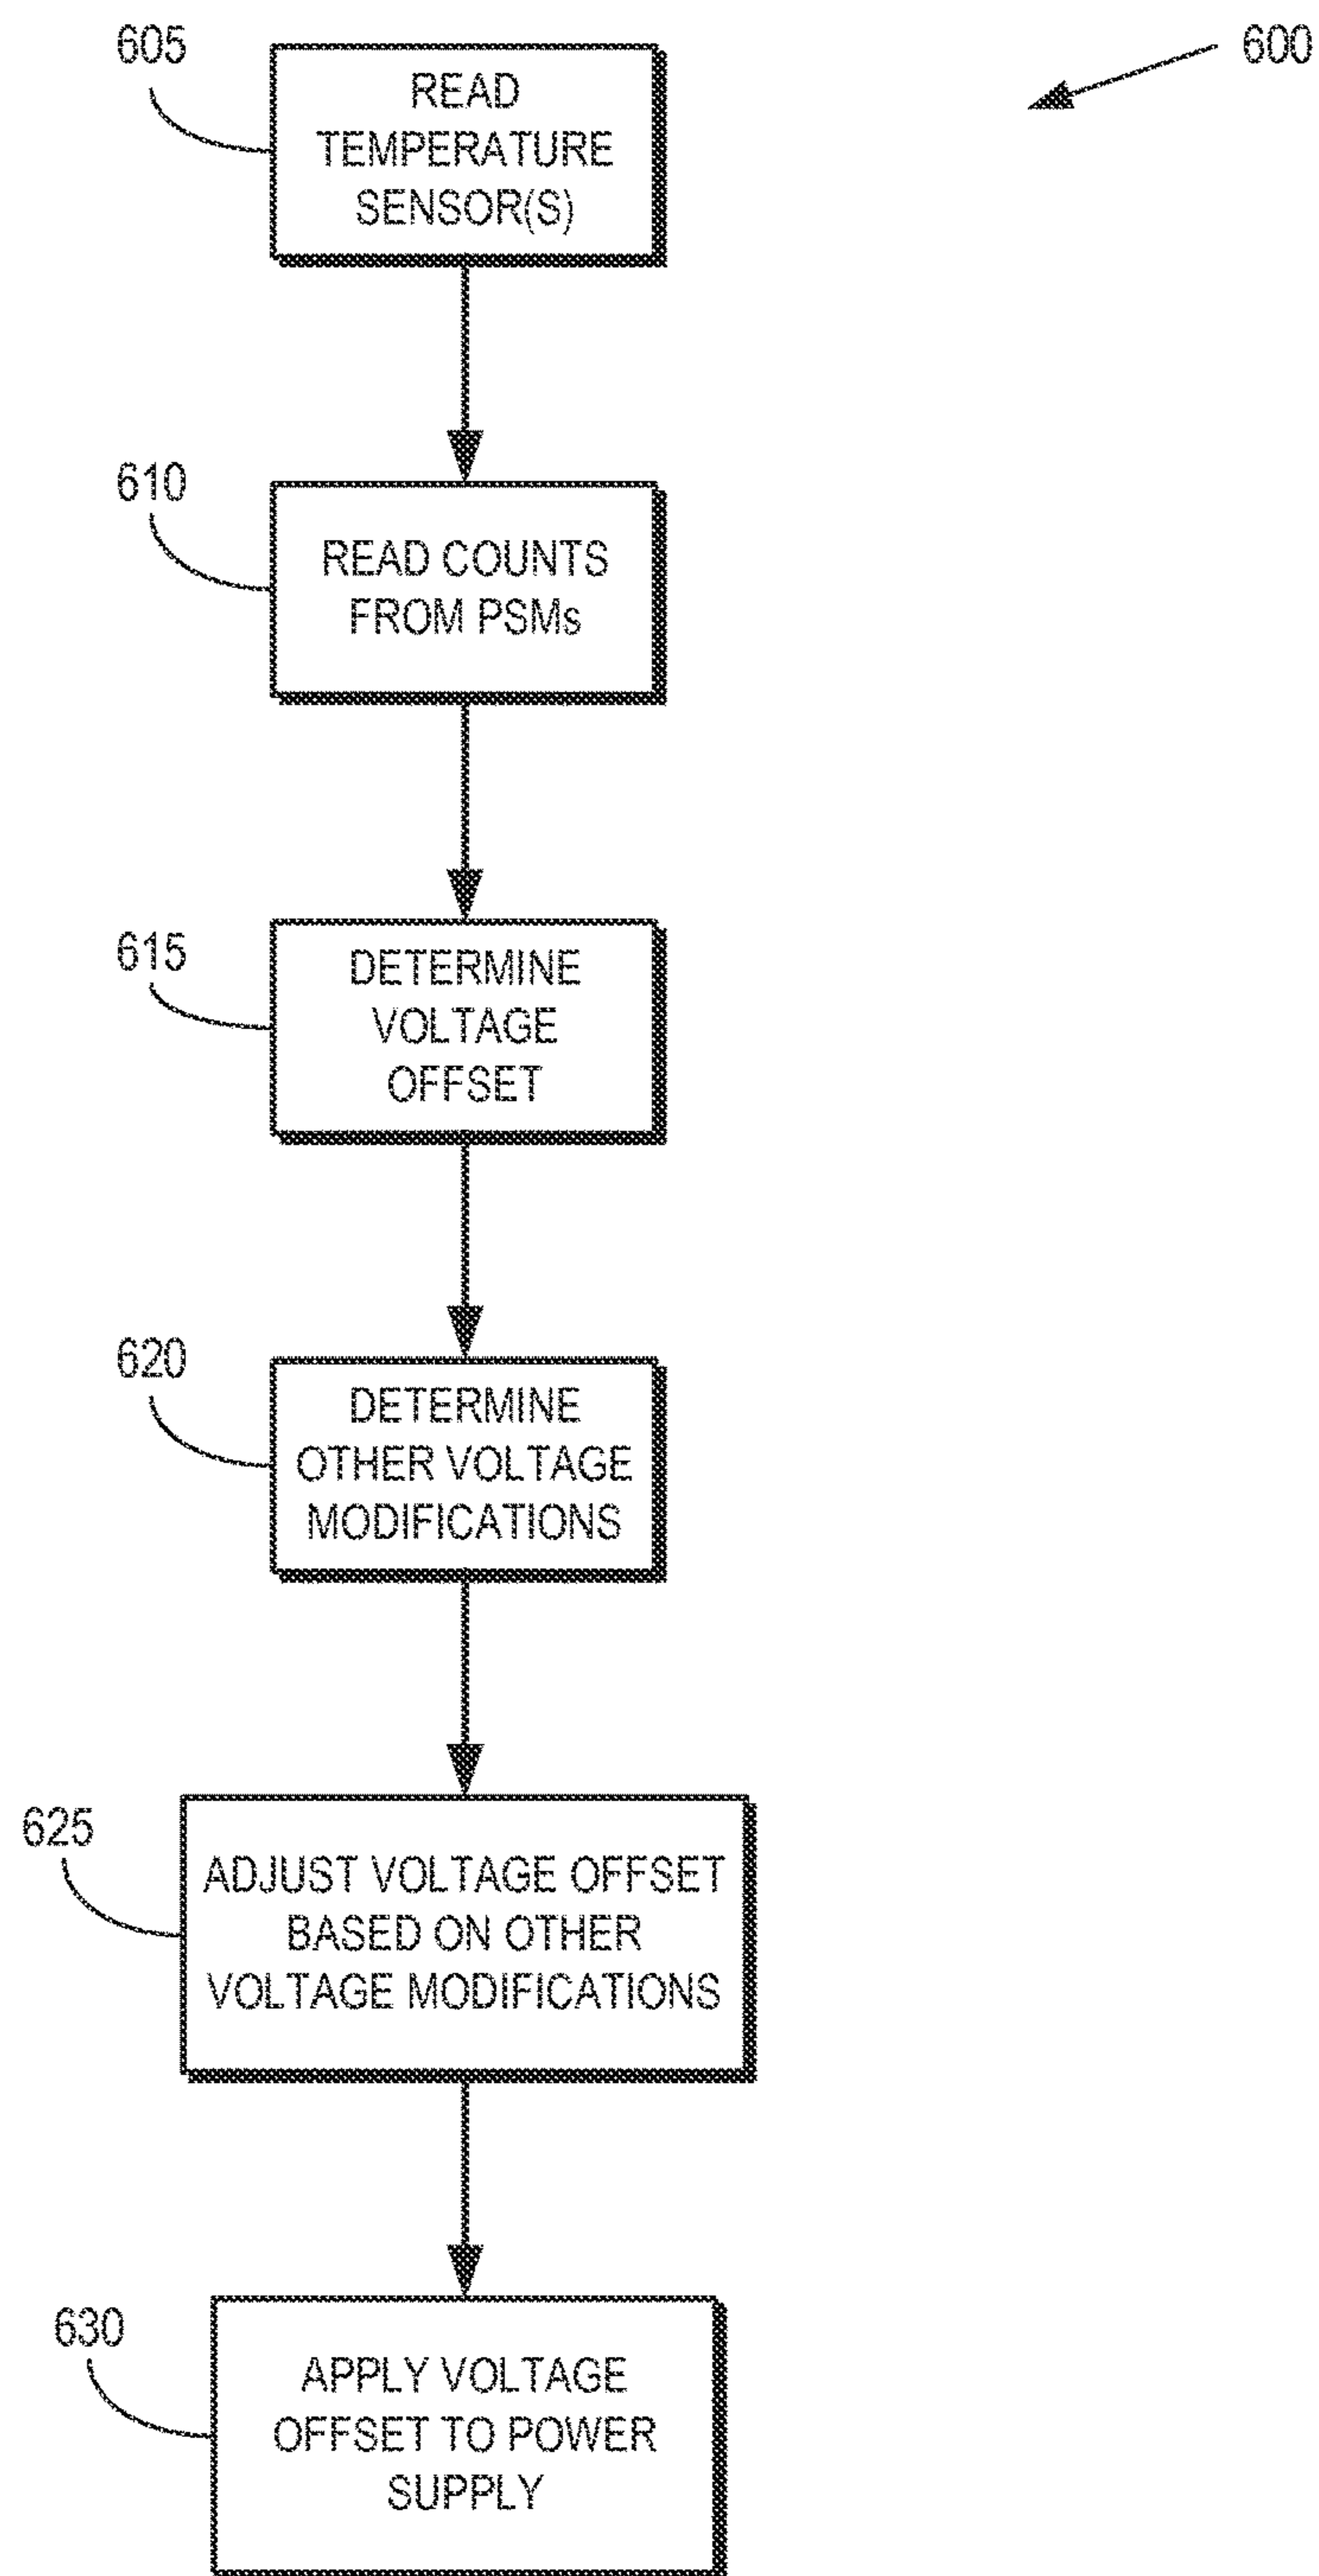 605
600
READ
TEMPERATURE
SENSOR(S)
610
READ COUNTS
FROM PSMs
615
DETERMINE
VOLTAGE
OFFSET
620
DETERMINE
OTHER VOLTAGE
MODIFICATIONS
625
ADJUST VOLTAGE OFFSET
BASED ON OTHER
VOLTAGE MODIFICATIONS
630
APPLY VOLTAGE
OFFSET TO POWER
SUPPLY